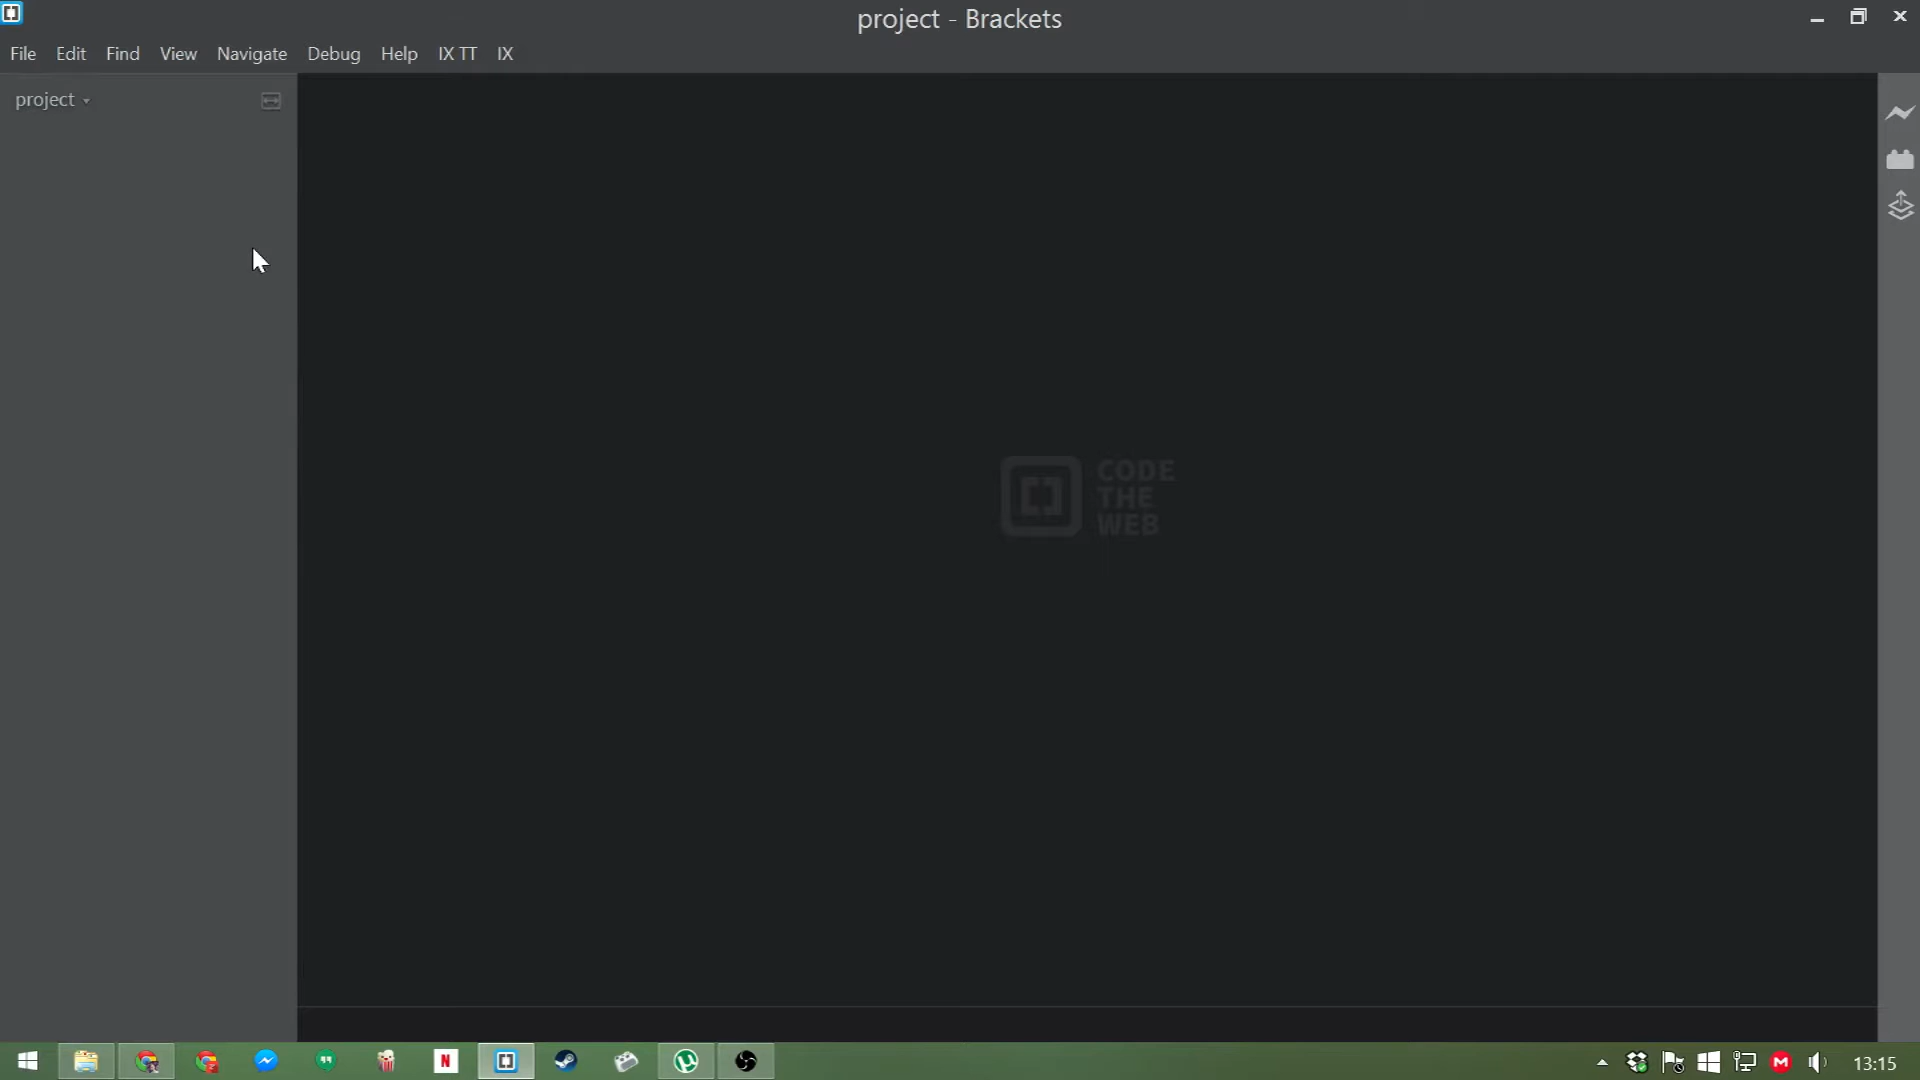 project - Brackets
File Edit Find View Navigate Debug Help IX TT IX
project
CODE
THE
WEB
N
M
13:15